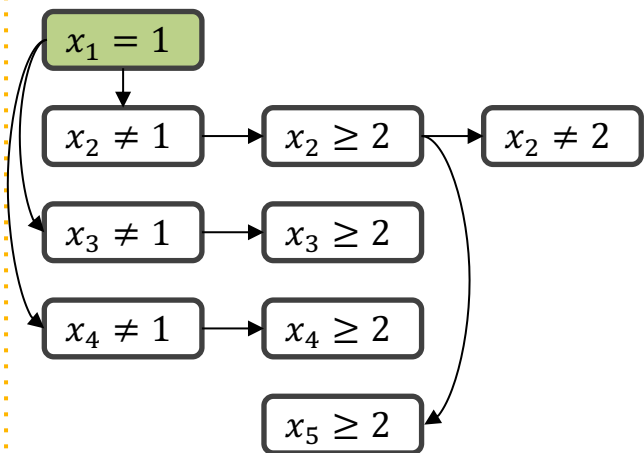 x₁ = 1
x₂ ≠ 1 x₂ ≥ 2 x₂ ≠ 2
x₃ ≠ 1 x₃ ≥ 2
x₄ ≠ 1 x₄ ≥ 2
x₅ ≥ 2